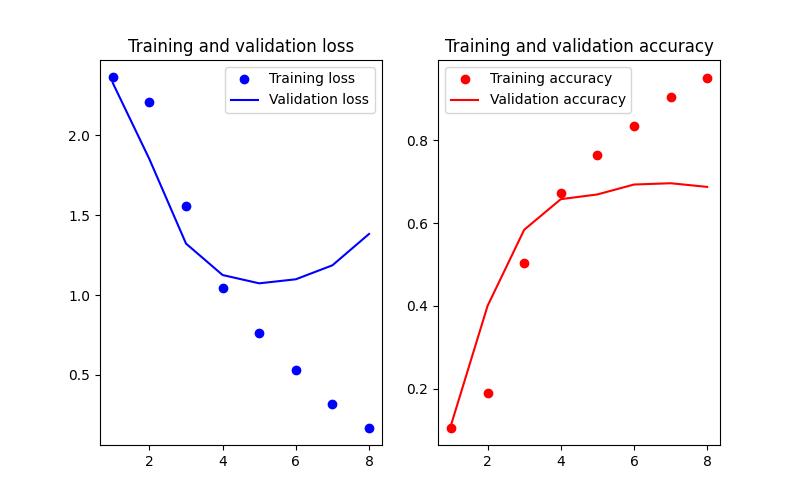 Training and validation loss
Training loss
Validation loss
2.0
1.5
1.0
0.5
2 4 6 8
Training and validation accuracy
Training accuracy
Validation accuracy
0.8
0.6
0.4
0.2
2 4 6 8